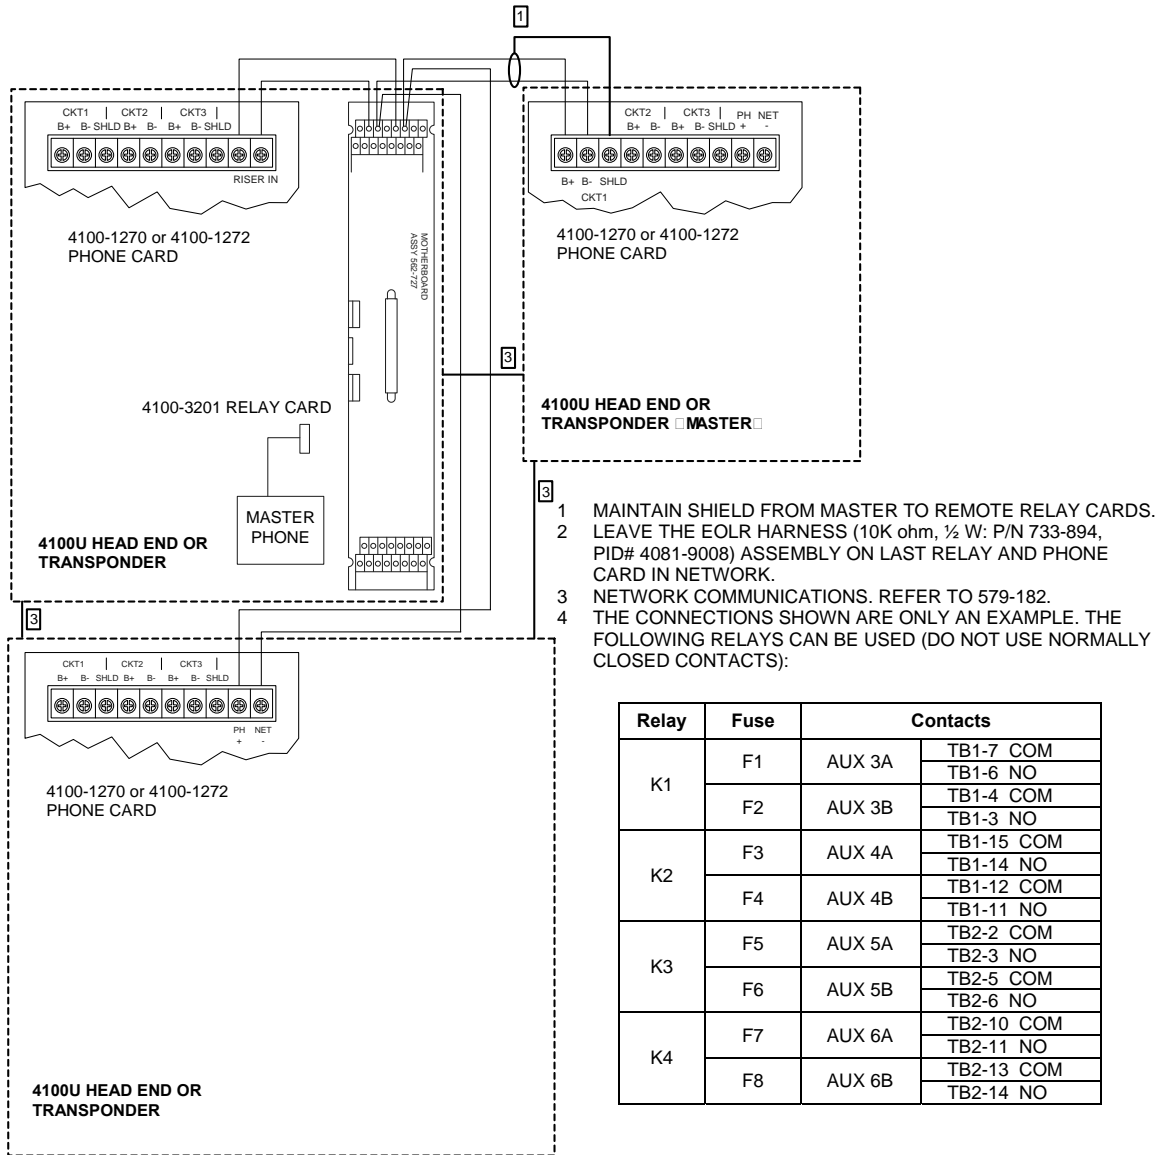 1
CKT1 | CKT2 | CKT3 |
B+ B- SHLD B+ B- B+ B- SHLD
RISER IN
4100-1270 or 4100-1272
PHONE CARD
MOTHERBOARD
ASSY 562-727
4100-3201 RELAY CARD
MASTER
PHONE
4100U HEAD END OR
TRANSPONDER
3
CKT2 | CKT3 | PH NET
B+ B- B+ B- SHLD + -
B+ B- SHLD
CKT1
4100-1270 or 4100-1272
PHONE CARD
3
4100U HEAD END OR
TRANSPONDER □MASTER□
3
CKT1 | CKT2 | CKT3 |
B+ B- SHLD B+ B- B+ B- SHLD
PH NET
+ -
4100-1270 or 4100-1272
PHONE CARD
4100U HEAD END OR
TRANSPONDER
1 MAINTAIN SHIELD FROM MASTER TO REMOTE RELAY CARDS.
2 LEAVE THE EOLR HARNESS (10K ohm, ½ W: P/N 733-894,
PID# 4081-9008) ASSEMBLY ON LAST RELAY AND PHONE
CARD IN NETWORK.
3 NETWORK COMMUNICATIONS. REFER TO 579-182.
4 THE CONNECTIONS SHOWN ARE ONLY AN EXAMPLE. THE
FOLLOWING RELAYS CAN BE USED (DO NOT USE NORMALLY
CLOSED CONTACTS):
Relay Fuse Contacts
K1 F1 AUX 3A TB1-7 COM
TB1-6 NO
F2 AUX 3B TB1-4 COM
TB1-3 NO
K2 F3 AUX 4A TB1-15 COM
TB1-14 NO
F4 AUX 4B TB1-12 COM
TB1-11 NO
K3 F5 AUX 5A TB2-2 COM
TB2-3 NO
F6 AUX 5B TB2-5 COM
TB2-6 NO
K4 F7 AUX 6A TB2-10 COM
TB2-11 NO
F8 AUX 6B TB2-13 COM
TB2-14 NO